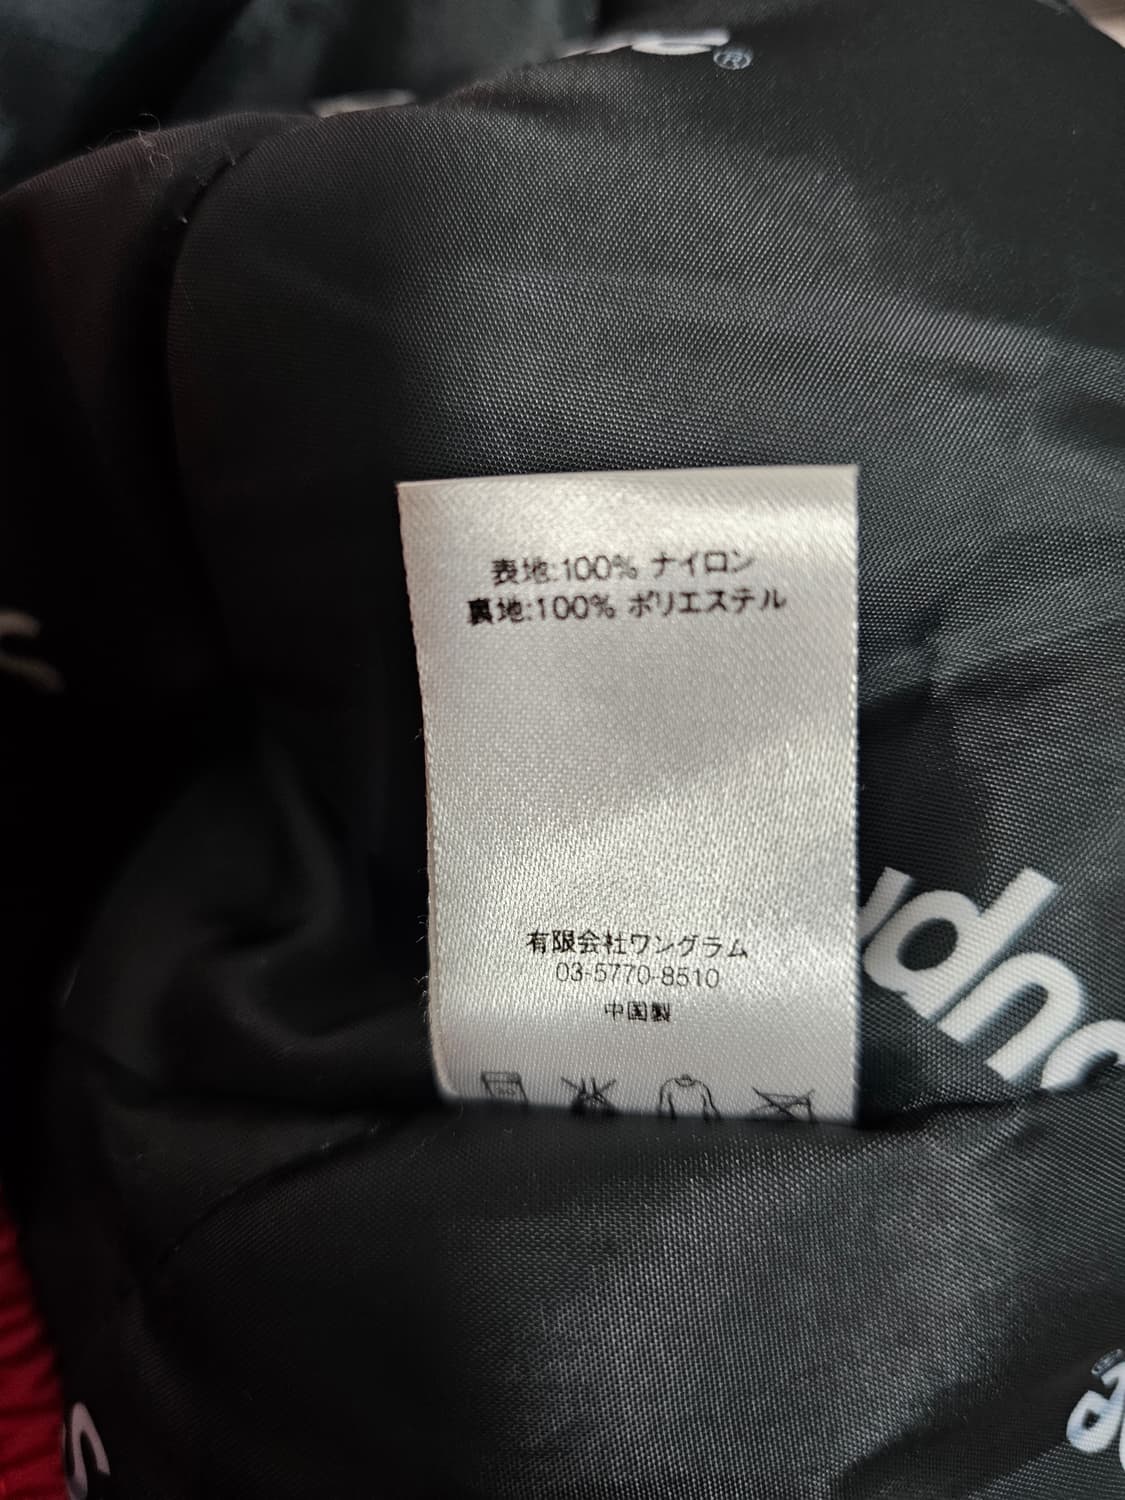 ®
表地:100% ナイロン
裏地:100% ポリエステル
有限会社ワングラム
03-5770-8510
中国製